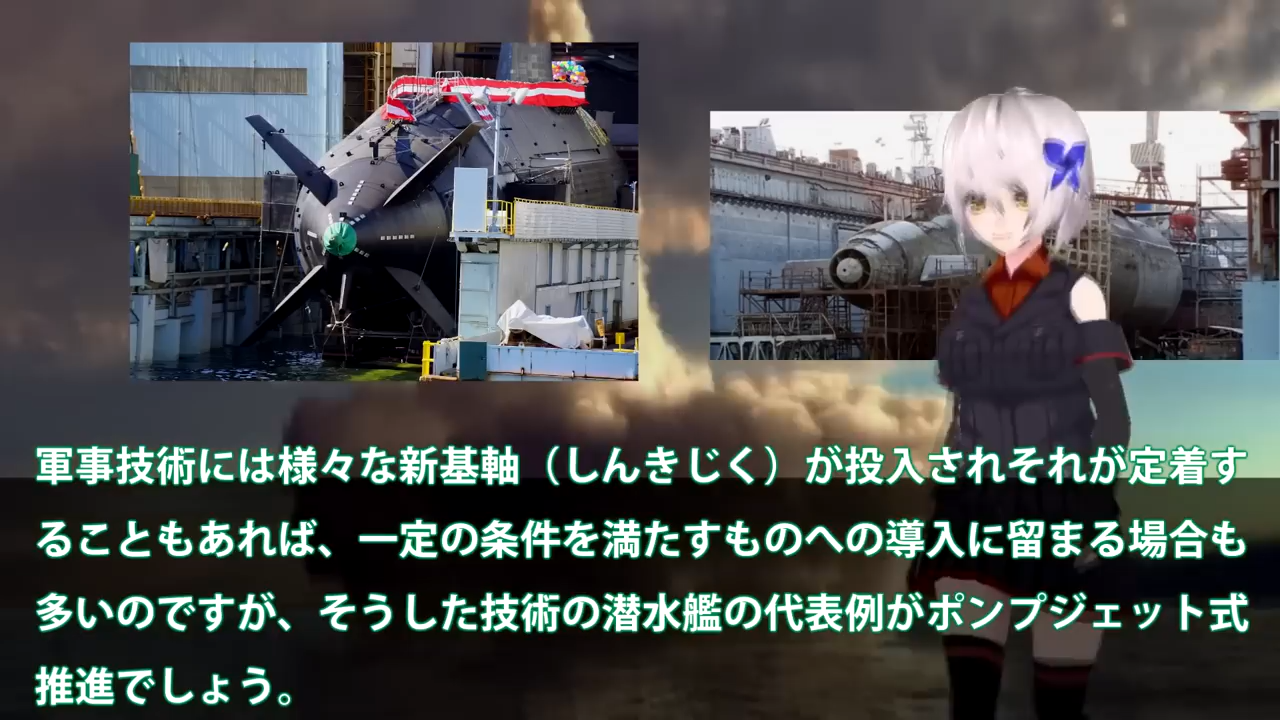 軍事技術には様々な新基軸（しんきじく）が投入されそれが定着す
ることもあれば、一定の条件を満たすものへの導入に留まる場合も
多いのですが、そうした技術の潜水艦の代表例がポンプジェット式
推進でしょう。